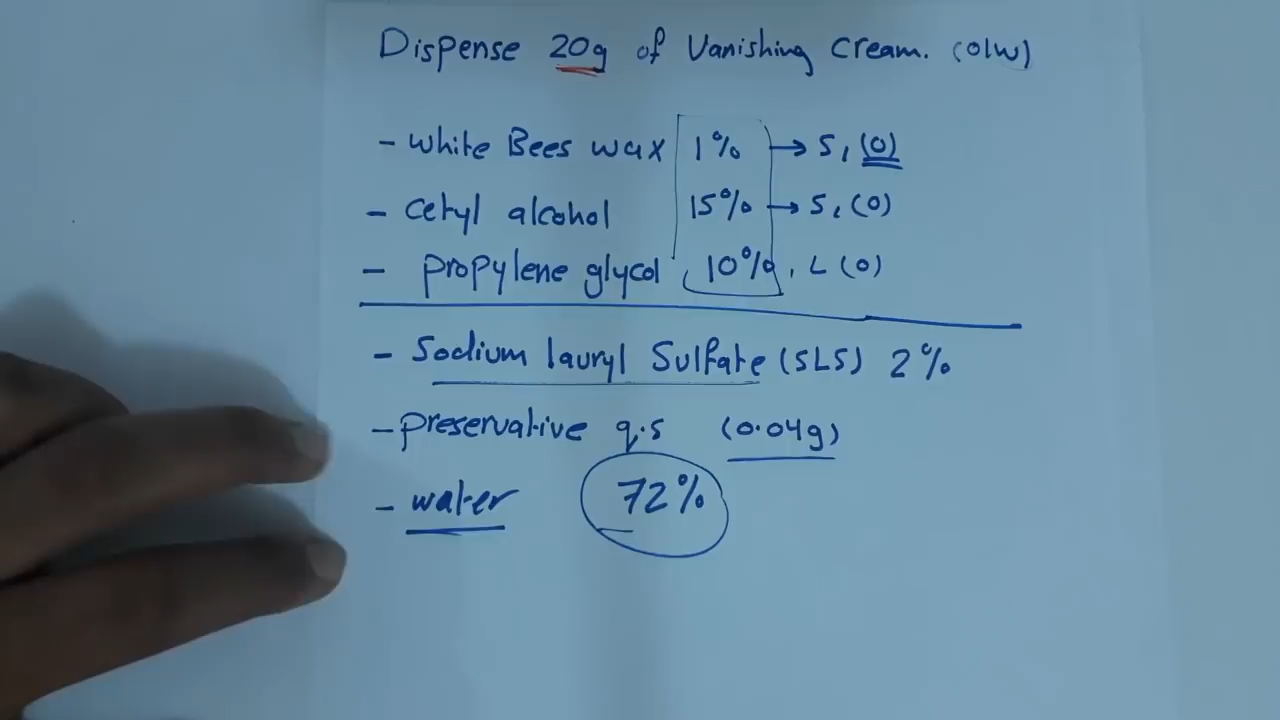 Dispense 20g of Vanishing Cream. (O/W)
- White Bees wax 1% → S, (O)
- Cetyl alcohol 15% → S, (O)
- propylene glycol 10%, L (O)
- Sodium lauryl Sulfate (SLS) 2%
- preservative q.s (0.04g)
- water 72%